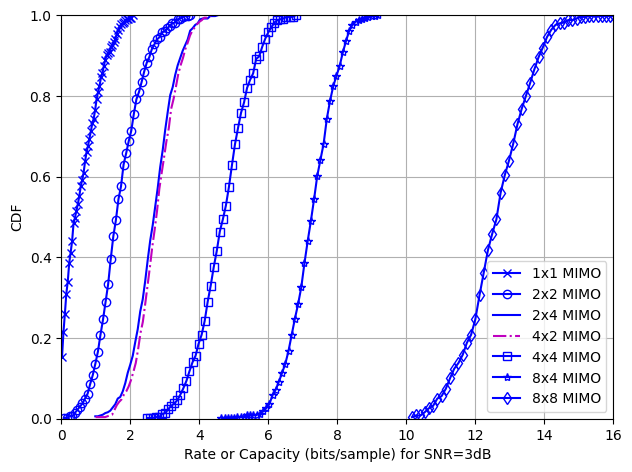 1.0
0.8
0.6
0.4
0.2
0.0
CDF
0
2
4
6
8
10
12
14
16
Rate or Capacity (bits/sample) for SNR=3dB
1x1 MIMO
2x2 MIMO
2x4 MIMO
4x2 MIMO
4x4 MIMO
8x4 MIMO
8x8 MIMO